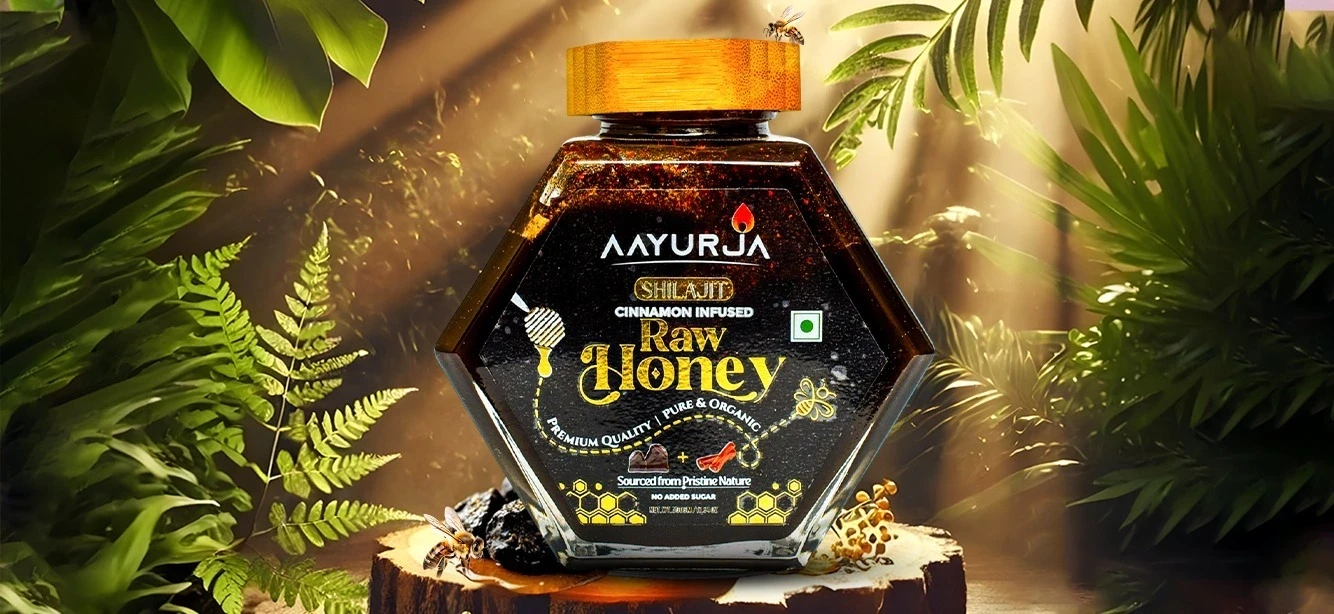 AAYURJA
SHILAJIT
CINNAMON INFUSED
Raw
Honey
PREMIUM QUALITY | PURE & ORGANIC
+
Sourced from Pristine Nature
NO ADDED SUGAR